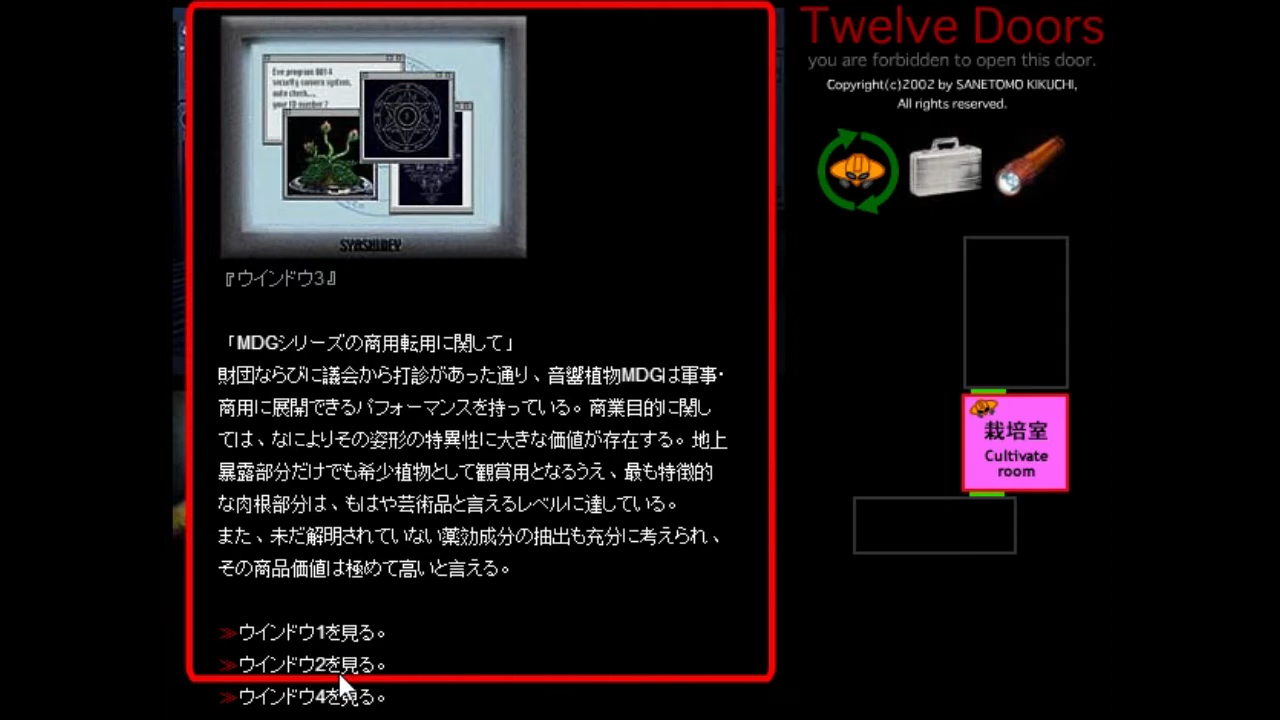 Twelve Doors
you are forbidden to open this door.
Copyright(c)2002 by SANETOMO KIKUCHI,
All rights reserved.
Eve program 0014
security camera system,
auto check....
your ID number ?
『ウインドウ3』
「MDGシリーズの商用転用に関して」
財団ならびに議会から打診があった通り、音響植物MDGは軍事・
商用に展開できるパフォーマンスを持っている。商業目的に関し
ては、なによりその姿形の特異性に大きな価値が存在する。地上
暴露部分だけでも希少植物として観賞用となるうえ、最も特徴的
な肉根部分は、もはや芸術品と言えるレベルに達している。
また、未だ解明されていない薬効成分の抽出も充分に考えられ、
その商品価値は極めて高いと言える。
≫ウインドウ1を見る。
≫ウインドウ2を見る。
≫ウインドウ4を見る。
栽培室
Cultivate
room